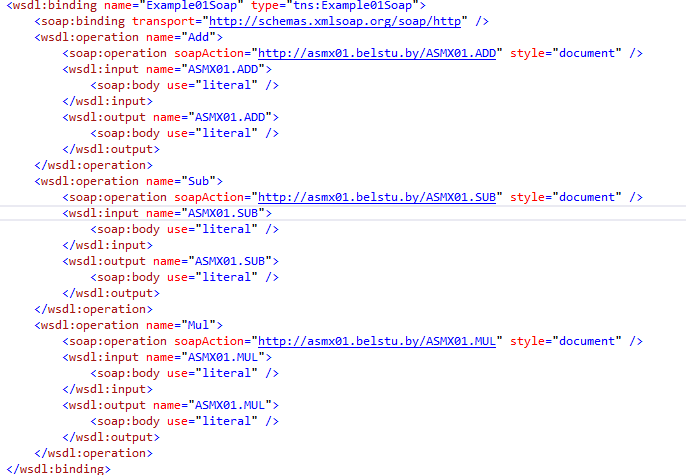 <wsdl:binding name="Example01Soap" type="tns:Example01Soap">
<soap:binding transport="http://schemas.xmlsoap.org/soap/http" />
<wsdl:operation name="Add">
<soap:operation soapAction="http://asmx01.belstu.by/ASMX01.ADD" style="document" />
<wsdl:input name="ASMX01.ADD">
<soap:body use="literal" />
</wsdl:input>
<wsdl:output name="ASMX01.ADD">
<soap:body use="literal" />
</wsdl:output>
</wsdl:operation>
<wsdl:operation name="Sub">
<soap:operation soapAction="http://asmx01.belstu.by/ASMX01.SUB" style="document" />
<wsdl:input name="ASMX01.SUB">
<soap:body use="literal" />
</wsdl:input>
<wsdl:output name="ASMX01.SUB">
<soap:body use="literal" />
</wsdl:output>
</wsdl:operation>
<wsdl:operation name="Mul">
<soap:operation soapAction="http://asmx01.belstu.by/ASMX01.MUL" style="document" />
<wsdl:input name="ASMX01.MUL">
<soap:body use="literal" />
</wsdl:input>
<wsdl:output name="ASMX01.MUL">
<soap:body use="literal" />
</wsdl:output>
</wsdl:operation>
</wsdl:binding>